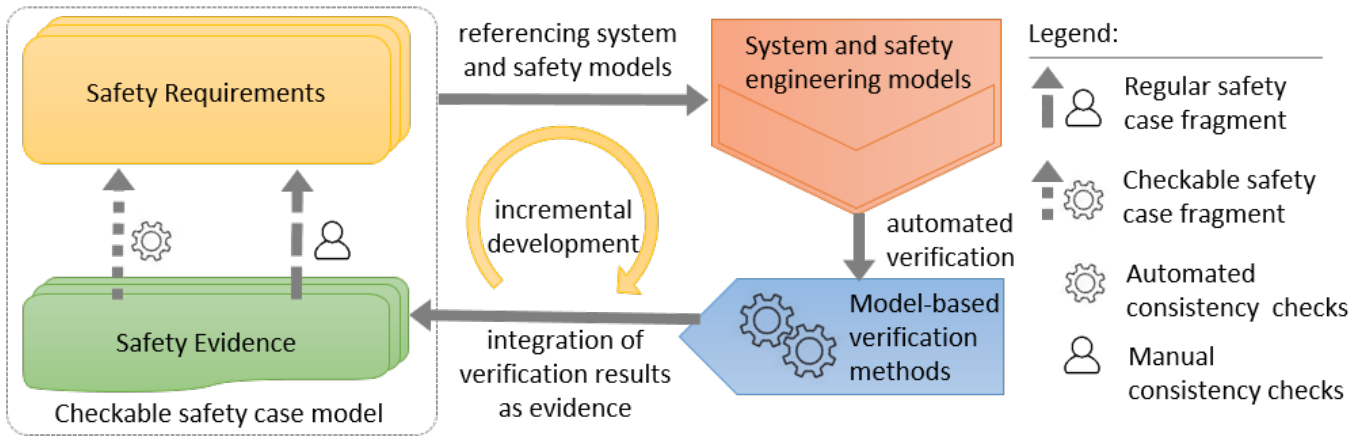 Safety Requirements
Safety Evidence
Checkable safety case model
referencing system
and safety models
incremental
development
integration of
verification results
as evidence
System and safety
engineering models
automated
verification
Model-based
verification
methods
Legend:
Regular safety
case fragment
Checkable safety
case fragment
Automated
consistency checks
Manual
consistency checks